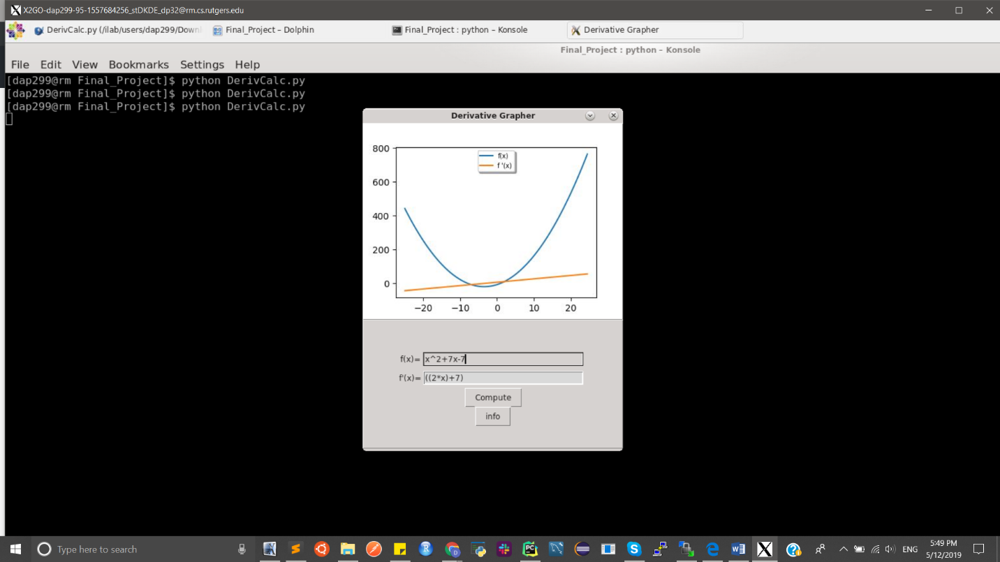 X2GO-dap299-95-1557684256_stDKDE_dp32@rm.cs.rutgers.edu
DerivCalc.py (/ilab/users/dap299/Downl
Final_Project – Dolphin
Final_Project : python – Konsole
Derivative Grapher
Final_Project : python – Konsole
File Edit View Bookmarks Settings Help
[dap299@rm Final_Project]$ python DerivCalc.py
[dap299@rm Final_Project]$ python DerivCalc.py
[dap299@rm Final_Project]$ python DerivCalc.py
Derivative Grapher
f(x)
f '(x)
800
600
400
200
0
−20 −10 0 10 20
f(x)= x^2+7x-7
f'(x)= ((2*x)+7)
Compute
info
Type here to search
ENG
5:49 PM
5/12/2019